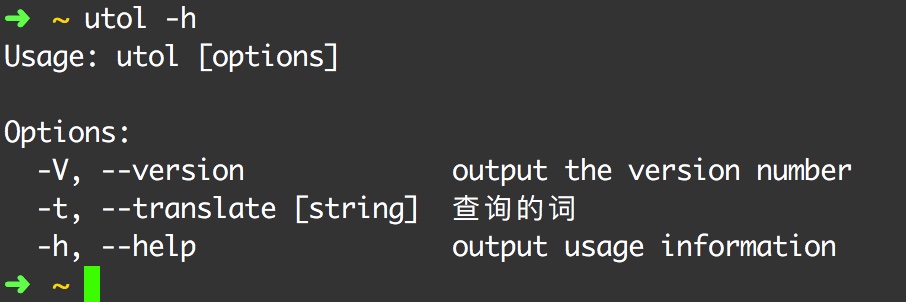 ➜ ~ utol -h
Usage: utol [options]

Options:
  -V, --version             output the version number
  -t, --translate [string]  查询的词
  -h, --help                output usage information
➜ ~